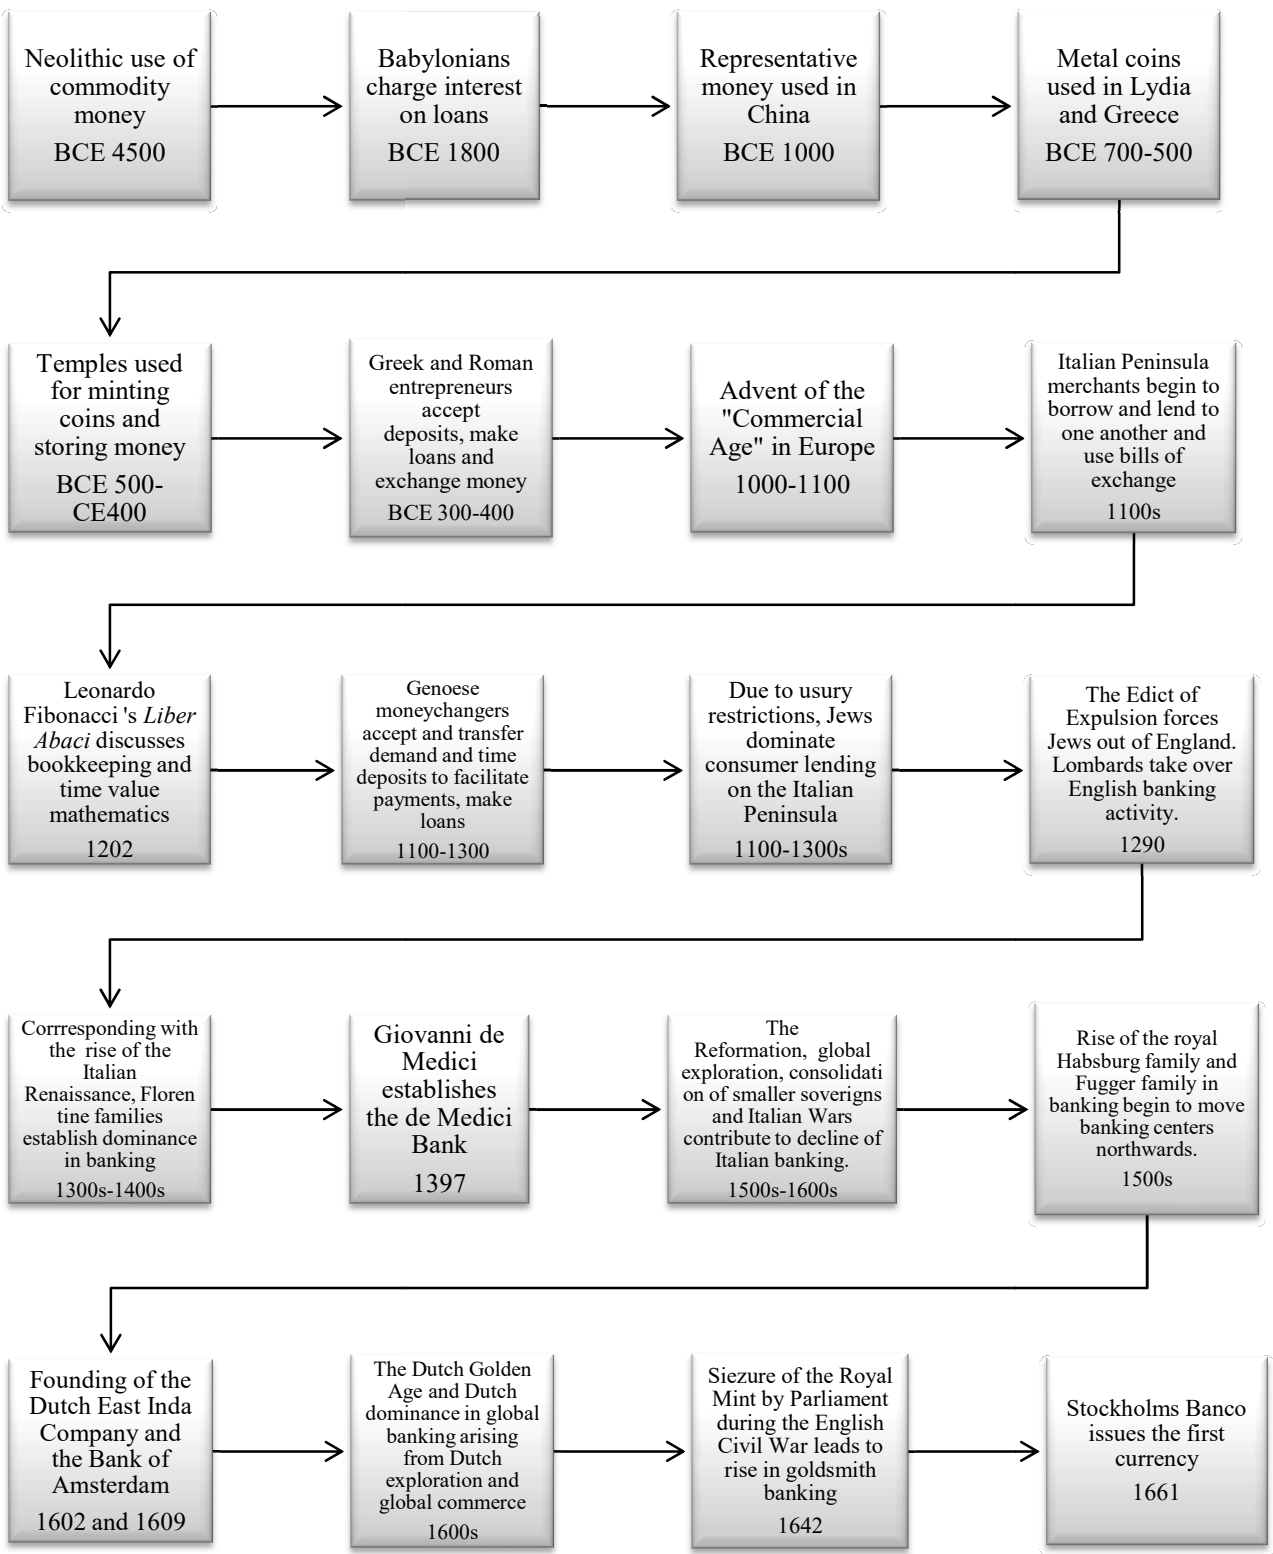 Neolithic use of
commodity
money
BCE 4500
Babylonians
charge interest
on loans
BCE 1800
Representative
money used in
China
BCE 1000
Metal coins
used in Lydia
and Greece
BCE 700-500
Temples used
for minting
coins and
storing money
BCE 500-
CE400
Greek and Roman
entrepreneurs
accept
deposits, make
loans and
exchange money
BCE 300-400
Advent of the
"Commercial
Age" in Europe
1000-1100
Italian Peninsula
merchants begin to
borrow and lend to
one another and
use bills of
exchange
1100s
Leonardo
Fibonacci 's Liber
Abaci discusses
bookkeeping and
time value
mathematics
1202
Genoese
moneychangers
accept and transfer
demand and time
deposits to facilitate
payments, make
loans
1100-1300
Due to usury
restrictions, Jews
dominate
consumer lending
on the Italian
Peninsula
1100-1300s
The Edict of
Expulsion forces
Jews out of England.
Lombards take over
English banking
activity.
1290
Corrresponding with
the rise of the
Italian
Renaissance, Floren
tine families
establish dominance
in banking
1300s-1400s
Giovanni de
Medici
establishes
the de Medici
Bank
1397
The
Reformation, global
exploration, consolidati
on of smaller soverigns
and Italian Wars
contribute to decline of
Italian banking.
1500s-1600s
Rise of the royal
Habsburg family and
Fugger family in
banking begin to move
banking centers
northwards.
1500s
Founding of the
Dutch East Inda
Company and
the Bank of
Amsterdam
1602 and 1609
The Dutch Golden
Age and Dutch
dominance in global
banking arising
from Dutch
exploration and
global commerce
1600s
Siezure of the Royal
Mint by Parliament
during the English
Civil War leads to
rise in goldsmith
banking
1642
Stockholms Banco
issues the first
currency
1661